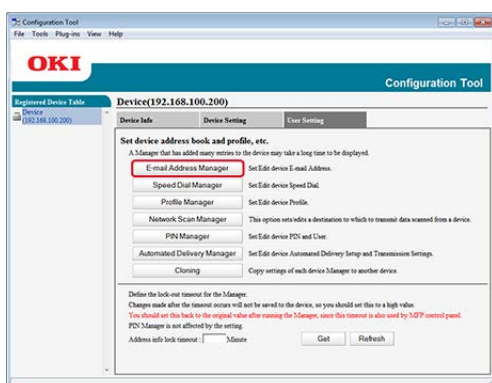 Configuration Tool
File Tools Plug-ins View Help
OKI
Configuration Tool
Registered Device Table
Device
(192.168.100.200)
Device(192.168.100.200)
Device Info Device Setting User Setting
Set device address book and profile, etc.
A Manager that has added many entries to the device may take a long time to be displayed.
E-mail Address Manager Set/Edit device E-mail Address.
Speed Dial Manager Set/Edit device Speed Dial.
Profile Manager Set/Edit device Profile.
Network Scan Manager This option sets/edits a destination to which to transmit data scanned from a device.
PIN Manager Set/Edit device PIN and User.
Automated Delivery Manager Set/Edit device Automated Delivery Setup and Transmission Settings.
Cloning Copy settings of each device Manager to another device.
Define the lock-out timeout for the Manager.
Changes made after the timeout occurs will not be saved to the device, so you should set this to a high value.
You should set this back to the original value after running the Manager, since this timeout is also used by MFP control panel.
PIN Manager is not affected by the setting.
Address info lock timeout : Minute Get Refresh